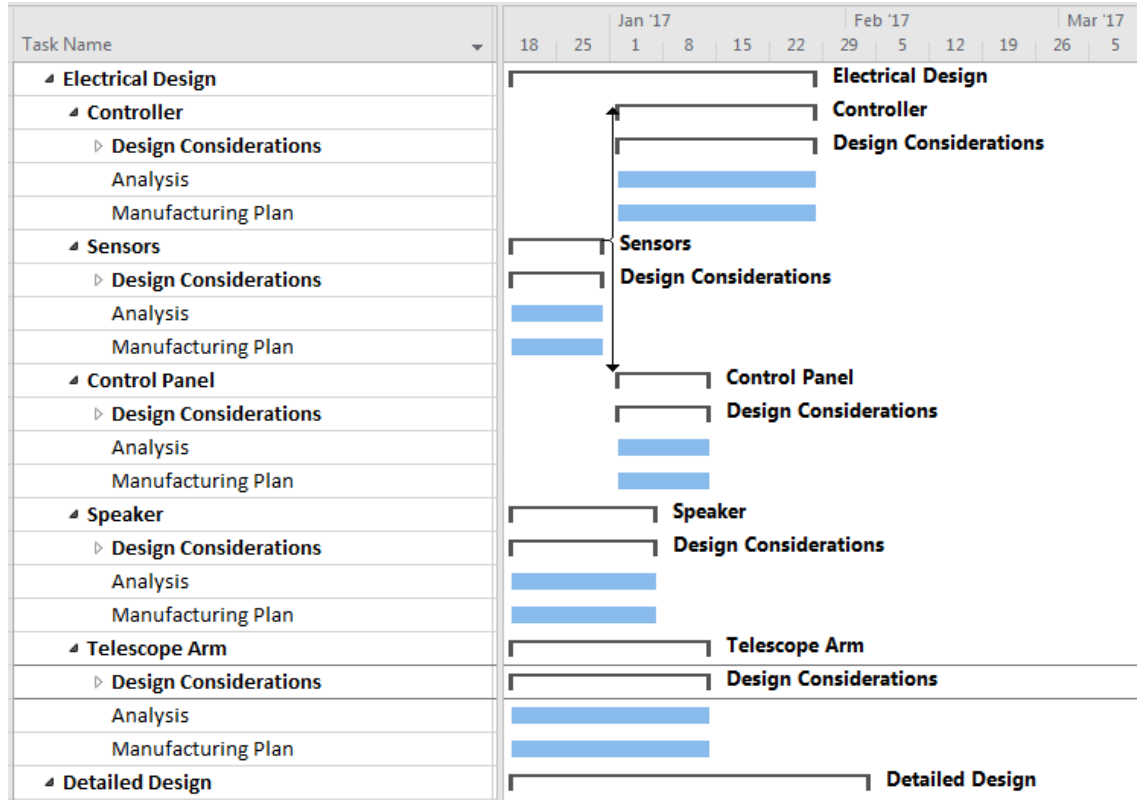 Jan '17 Feb '17 Mar '17
Task Name 18 25 1 8 15 22 29 5 12 19 26 5
Electrical Design Electrical Design
Controller Controller
Design Considerations Design Considerations
Analysis
Manufacturing Plan
Sensors Sensors
Design Considerations Design Considerations
Analysis
Manufacturing Plan
Control Panel Control Panel
Design Considerations Design Considerations
Analysis
Manufacturing Plan
Speaker Speaker
Design Considerations Design Considerations
Analysis
Manufacturing Plan
Telescope Arm Telescope Arm
Design Considerations Design Considerations
Analysis
Manufacturing Plan
Detailed Design Detailed Design